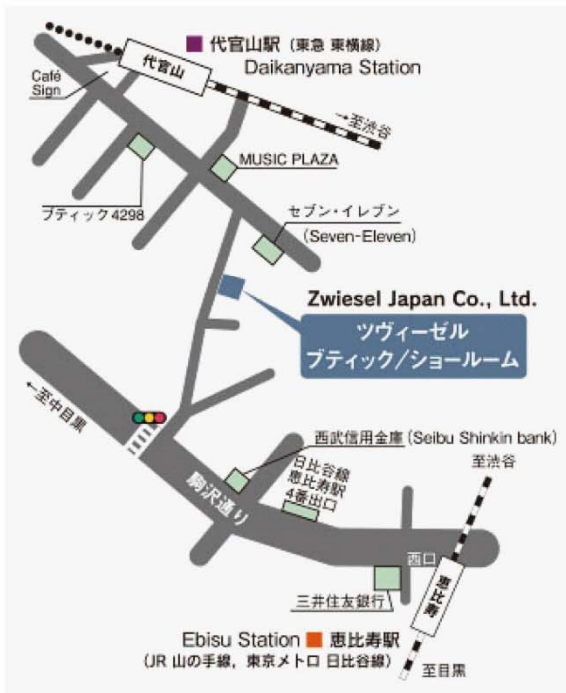 代官山駅（東急 東横線）
Daikanyama Station
代官山
Café
Sign
→至渋谷
MUSIC PLAZA
ブティック4298
セブン・イレブン
(Seven-Eleven)
Zwiesel Japan Co., Ltd.
ツヴィーゼル
ブティック/ショールーム
←至中目黒
西武信用金庫 (Seibu Shinkin bank)
日比谷線
恵比寿駅
4番出口
至渋谷
駒沢通り
西口
恵比寿
三井住友銀行
Ebisu Station 恵比寿駅
（JR 山の手線，東京メトロ 日比谷線）
至目黒